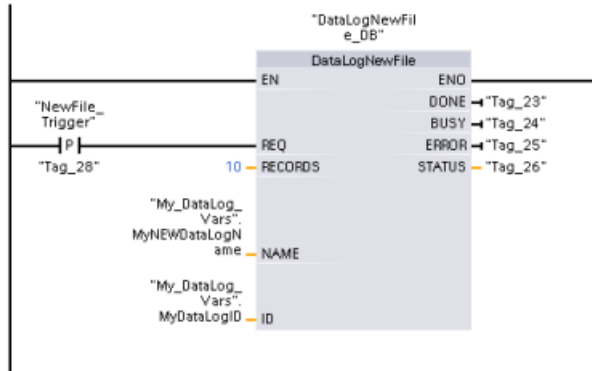 "DataLogNewFil
e_DB"
DataLogNewFile
EN
ENO
DONE
"Tag_23"
"NewFile_
Trigger"
BUSY
"Tag_24"
P
REQ
ERROR
"Tag_25"
"Tag_28"
10
RECORDS
STATUS
"Tag_26"
"My_DataLog_
Vars".
MyNEWDataLogN
ame
NAME
"My_DataLog_
Vars".
MyDataLogID
ID